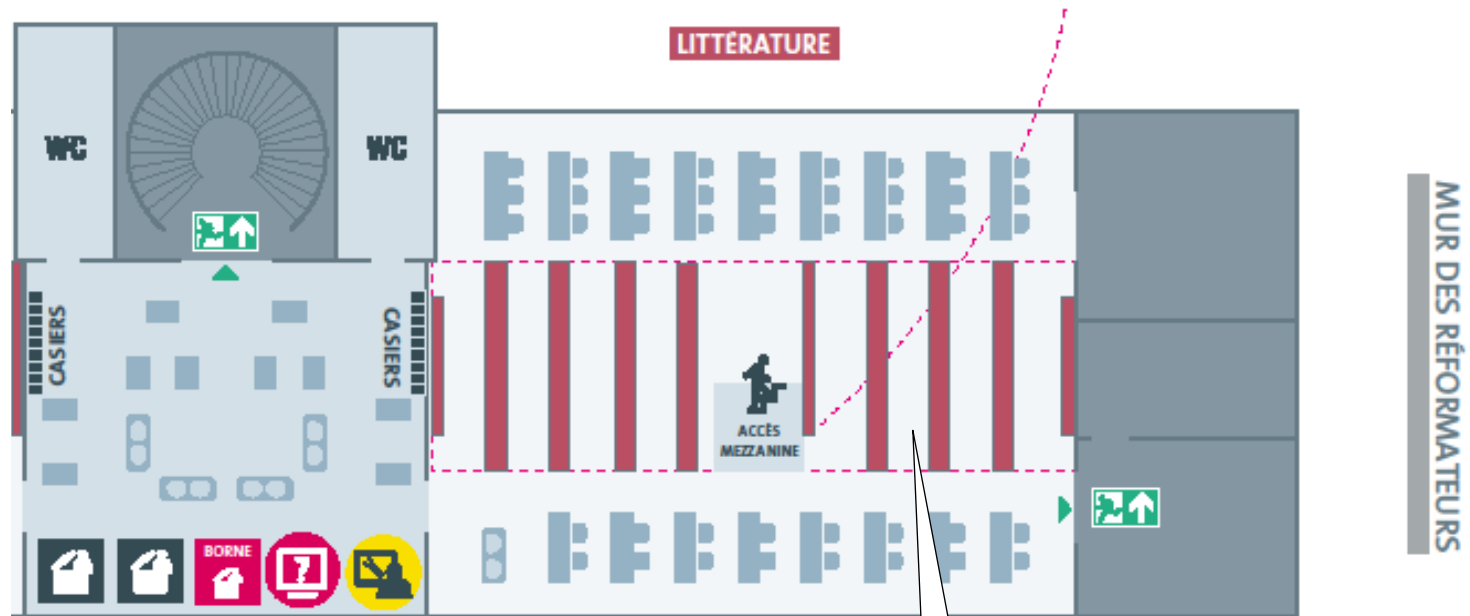 LITTÉRATURE
WC
WC
CASIERS
CASIERS
ACCÈS
MEZZANINE
BORNE
?
MUR DES RÉFORMATEURS